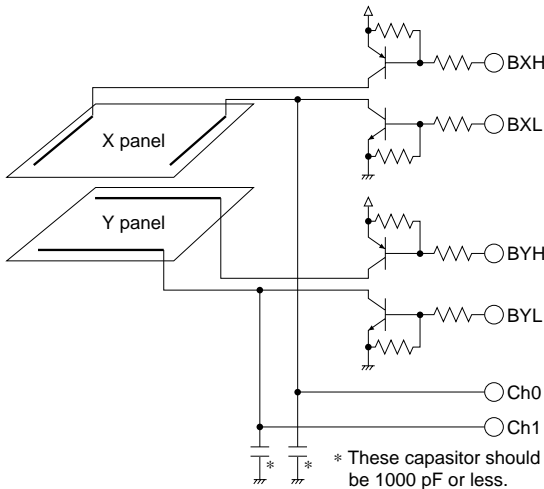 BXH
X panel
BXL
Y panel
BYH
BYL
Ch0
Ch1
* These capasitor should
be 1000 pF or less.
*
*